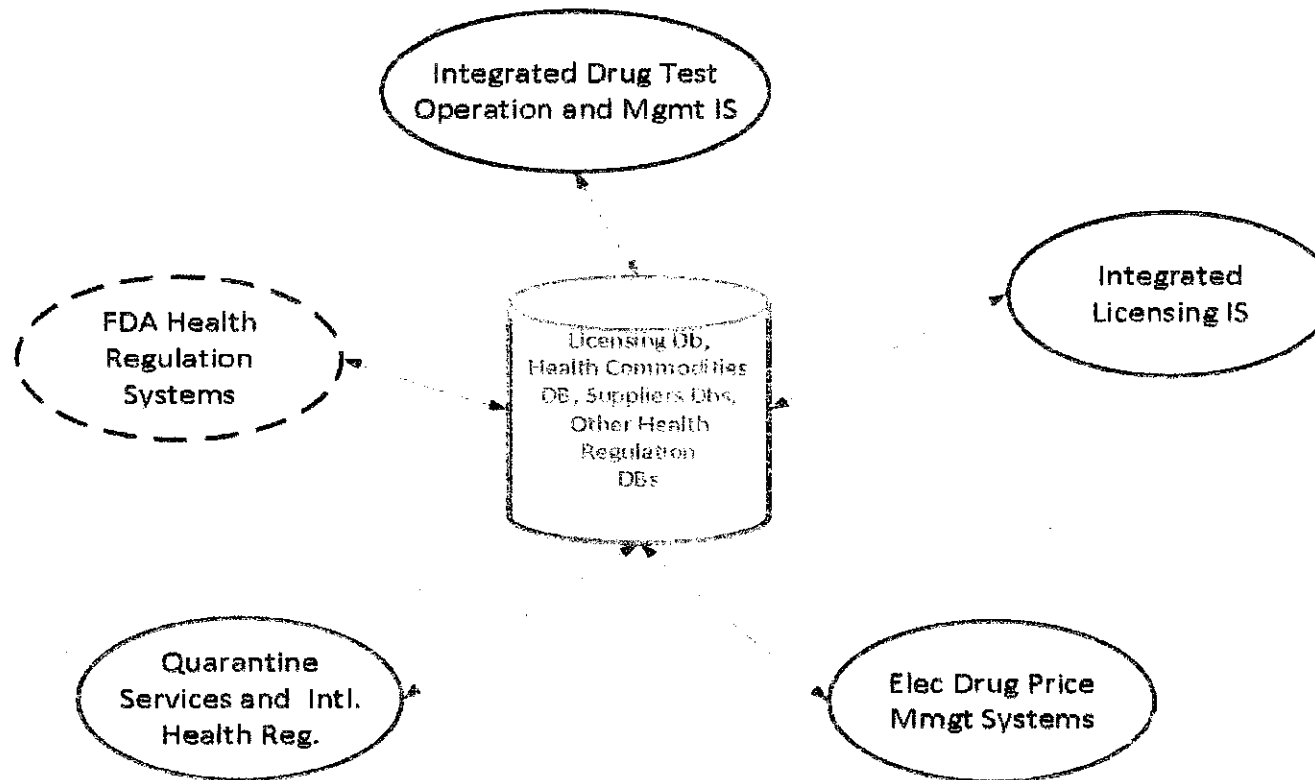 Integrated Drug Test
Operation and Mgmt IS
Integrated
Licensing IS
FDA Health
Regulation
Systems
Licensing Db,
Health Commodities
DB, Suppliers Dbs,
Other Health
Regulation
DBs
Quarantine
Services and Intl.
Health Reg.
Elec Drug Price
Mmgt Systems